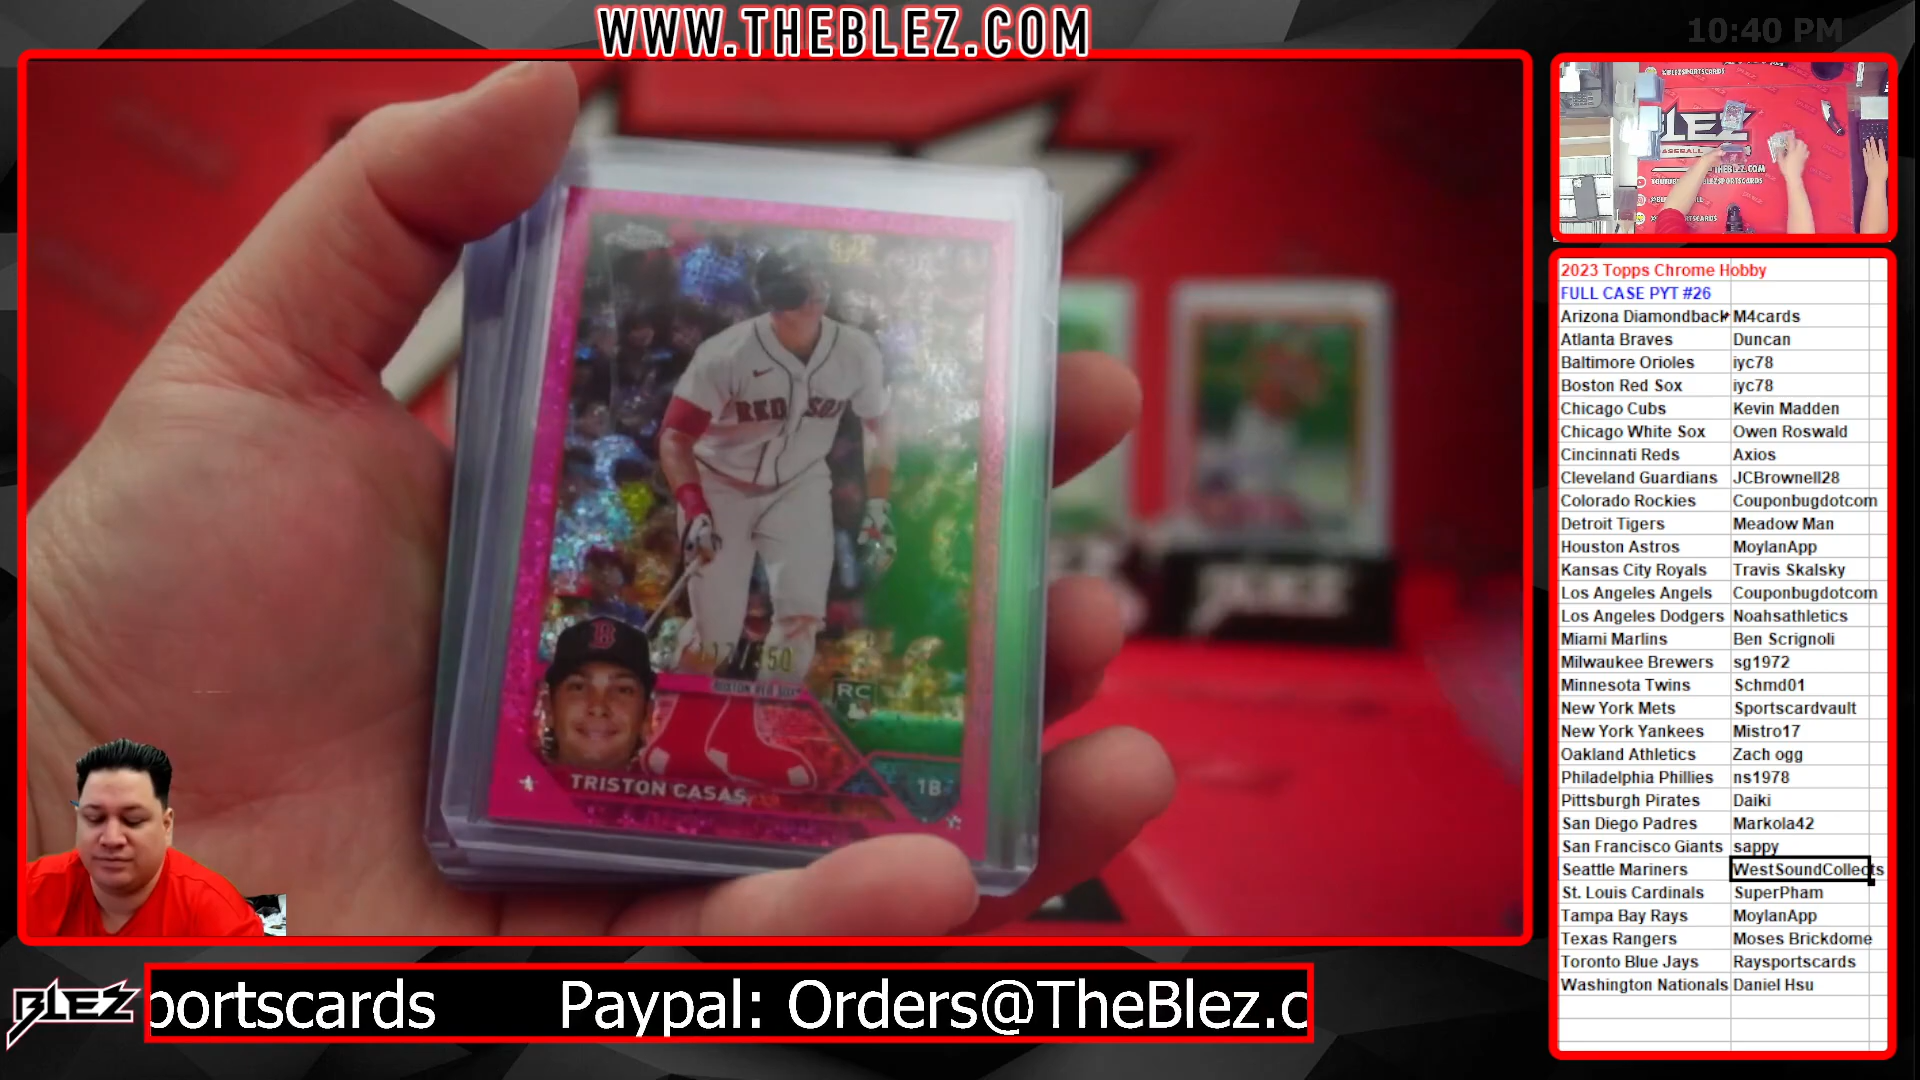 WWW.THEBLEZ.COM
10:40 PM
RED SOX
BOSTON RED SOX
RC
TRISTON CASAS
1B
BLEZ
THEBLEZ.COM
2023 Topps Chrome Hobby
FULL CASE PYT #26
Arizona Diamondback M4cards
Atlanta Braves Duncan
Baltimore Orioles iyc78
Boston Red Sox iyc78
Chicago Cubs Kevin Madden
Chicago White Sox Owen Roswald
Cincinnati Reds Axios
Cleveland Guardians JCBrownell28
Colorado Rockies Couponbugdotcom
Detroit Tigers Meadow Man
Houston Astros MoylanApp
Kansas City Royals Travis Skalsky
Los Angeles Angels Couponbugdotcom
Los Angeles Dodgers Noahsathletics
Miami Marlins Ben Scrignoli
Milwaukee Brewers sg1972
Minnesota Twins Schmd01
New York Mets Sportscardvault
New York Yankees Mistro17
Oakland Athletics Zach ogg
Philadelphia Phillies ns1978
Pittsburgh Pirates Daiki
San Diego Padres Markola42
San Francisco Giants sappy
Seattle Mariners WestSoundCollects
St. Louis Cardinals SuperPham
Tampa Bay Rays MoylanApp
Texas Rangers Moses Brickdome
Toronto Blue Jays Raysportscards
Washington Nationals Daniel Hsu
BLEZ
portscards Paypal: Orders@TheBlez.c